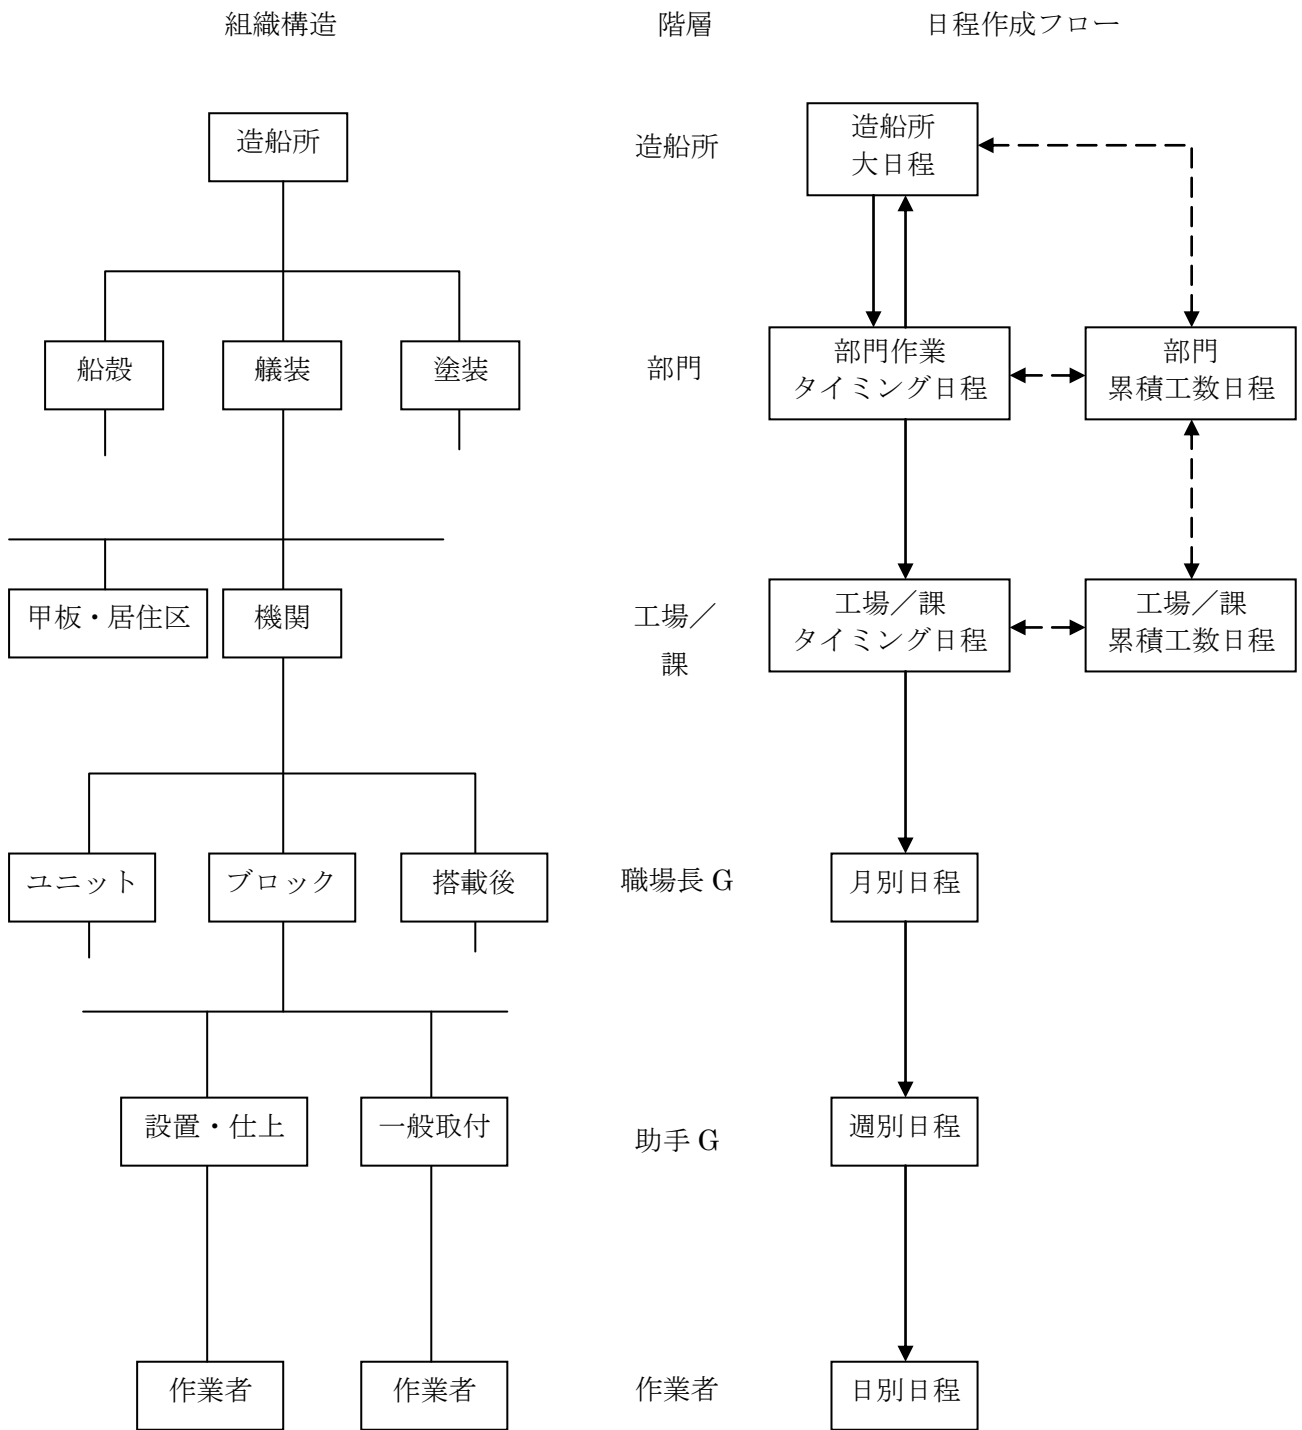 組織構造
階層
日程作成フロー
造船所
造船所
造船所
大日程
船殻
艤装
塗装
部門
部門作業
タイミング日程
部門
累積工数日程
甲板・居住区
機関
工場／
課
工場／課
タイミング日程
工場／課
累積工数日程
ユニット
ブロック
搭載後
職場長 G
月別日程
設置・仕上
一般取付
助手 G
週別日程
作業者
作業者
作業者
日別日程